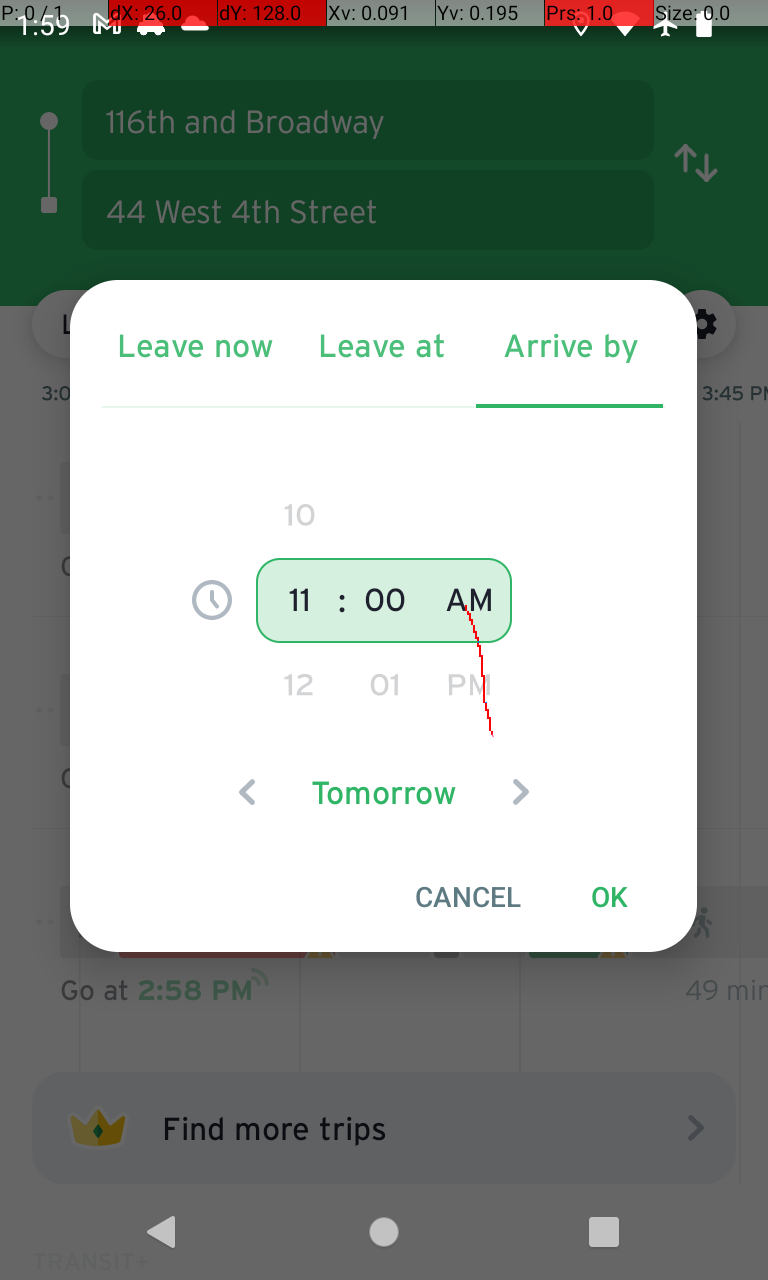 P: 0 / 1 dX: 26.0 dY: 128.0 Xv: 0.091 Yv: 0.195 Prs: 1.0 Size: 0.0
1:59
116th and Broadway
44 West 4th Street
Leave now Leave at Arrive by
3:45 PM
10
11 : 00 AM
12 01 PM
Tomorrow
CANCEL OK
Go at 2:58 PM 49 min
Find more trips
TRANSIT+